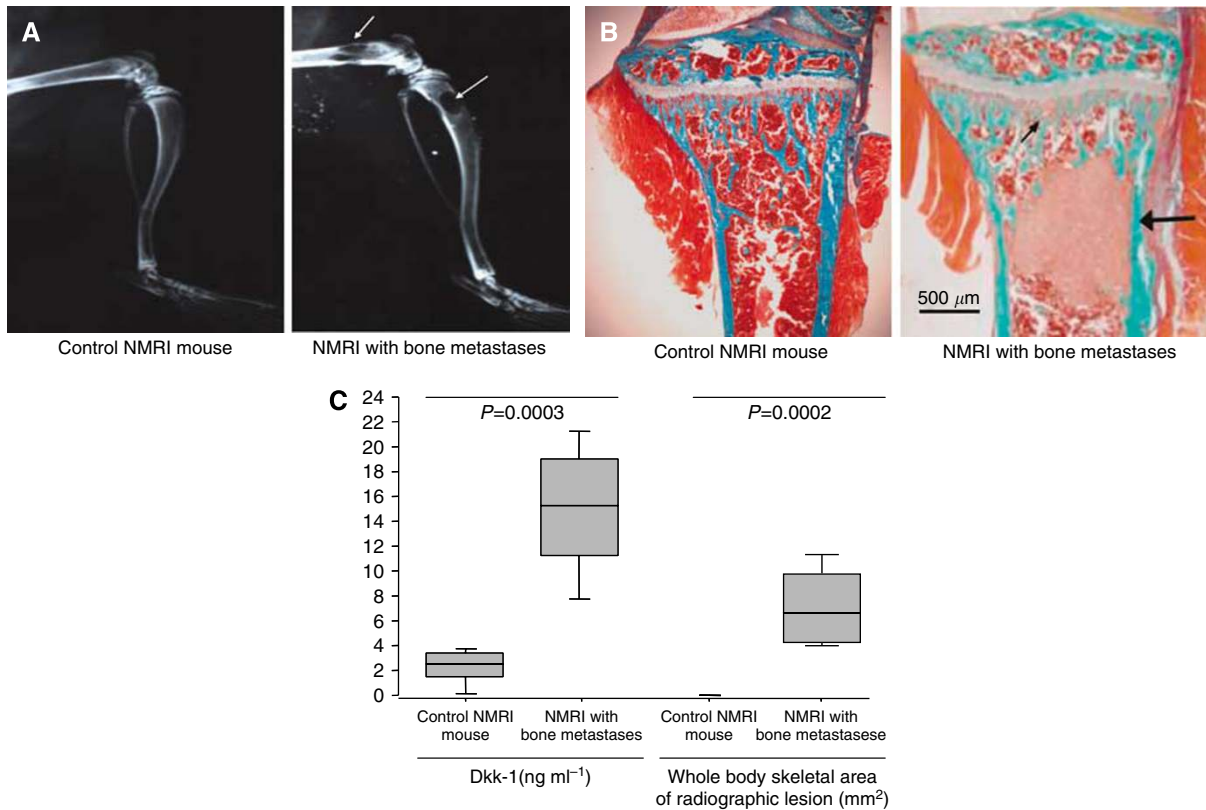 A
B
Control NMRI mouse
NMRI with bone metastases
500 μm
Control NMRI mouse
NMRI with bone metastases
C
24
22
20
18
16
14
12
10
8
6
4
2
0
P=0.0003
P=0.0002
Control NMRI
mouse
NMRI with
bone metastases
Control NMRI
mouse
NMRI with
bone metastasese
Dkk-1(ng ml⁻¹)
Whole body skeletal area
of radiographic lesion (mm²)